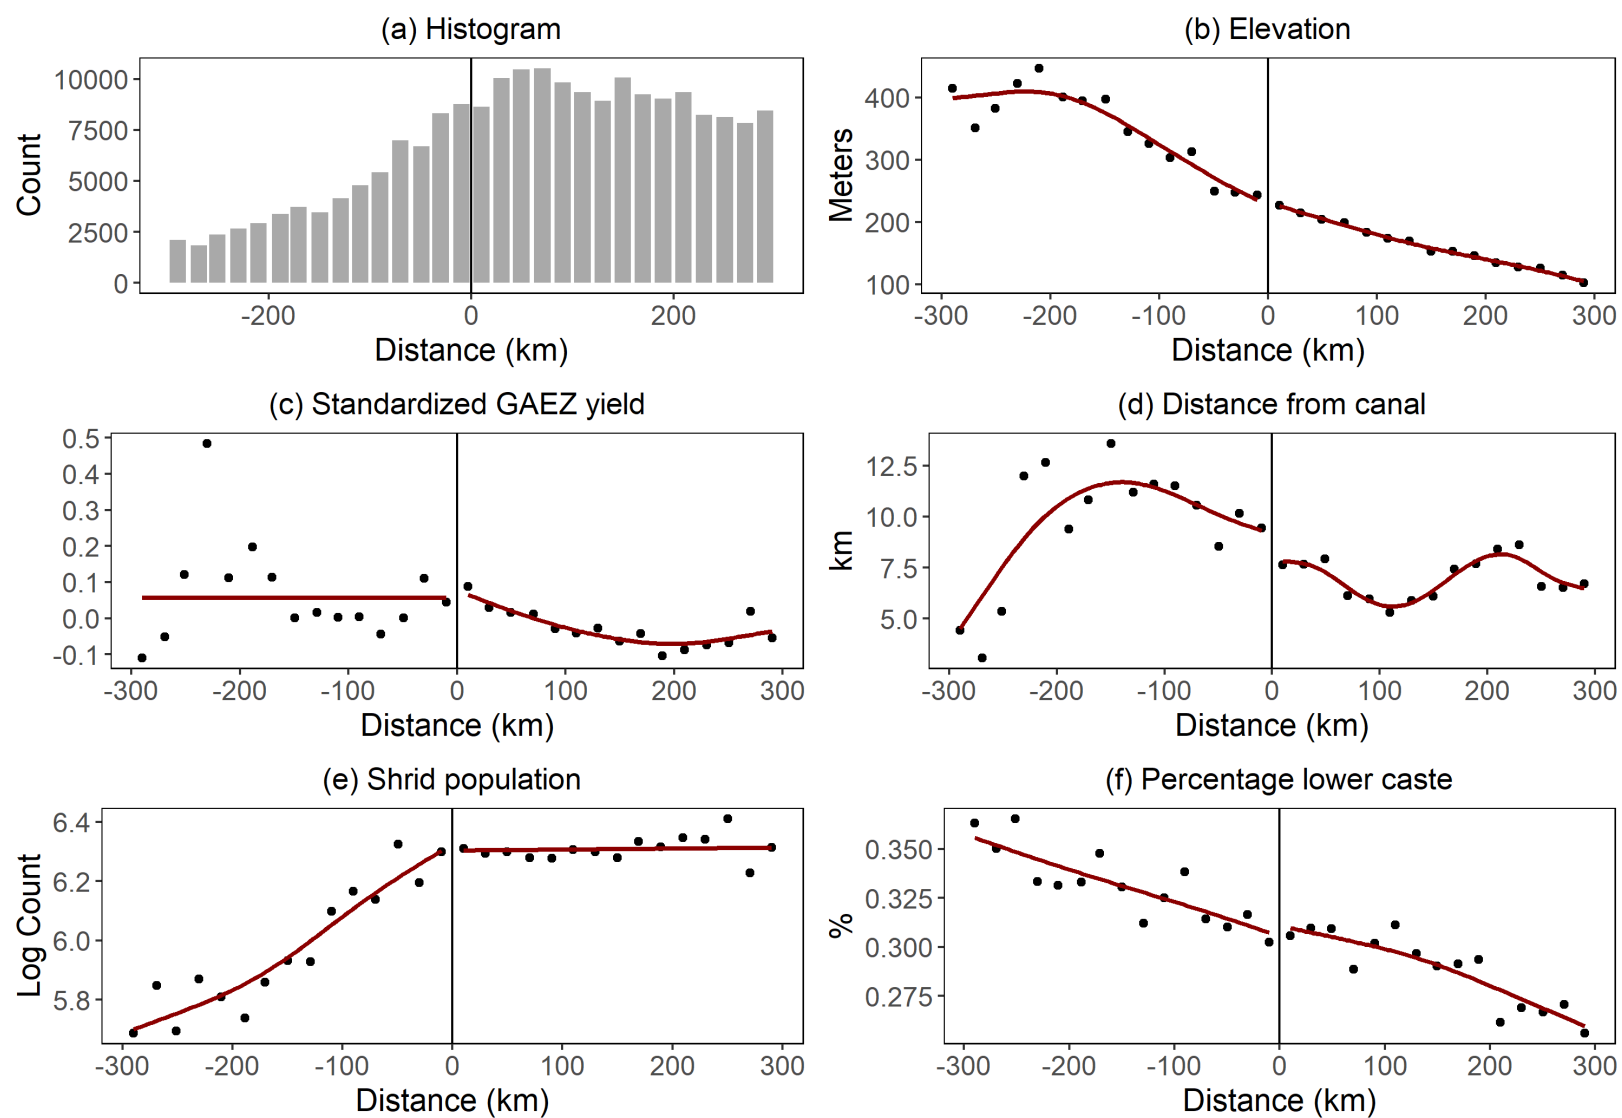 (a) Histogram
10000
7500
5000
2500
0
Count
-200 0 200
Distance (km)
(b) Elevation
400
300
200
100
Meters
-300 -200 -100 0 100 200 300
Distance (km)
(c) Standardized GAEZ yield
0.5
0.4
0.3
0.2
0.1
0.0
-0.1
-300 -200 -100 0 100 200 300
Distance (km)
(d) Distance from canal
12.5
10.0
7.5
5.0
km
-300 -200 -100 0 100 200 300
Distance (km)
(e) Shrid population
6.4
6.2
6.0
5.8
Log Count
-300 -200 -100 0 100 200 300
Distance (km)
(f) Percentage lower caste
0.350
0.325
0.300
0.275
%
-300 -200 -100 0 100 200 300
Distance (km)